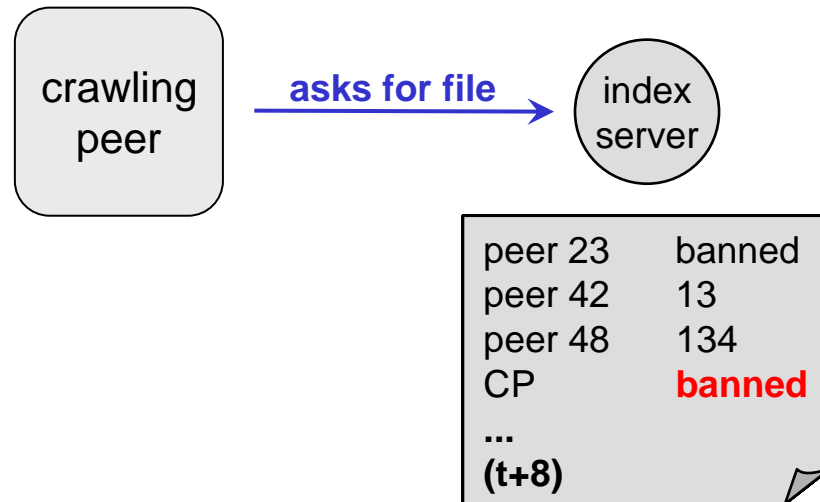 crawling
peer
asks for file
index
server
peer 23 banned
peer 42 13
peer 48 134
CP banned
...
(t+8)